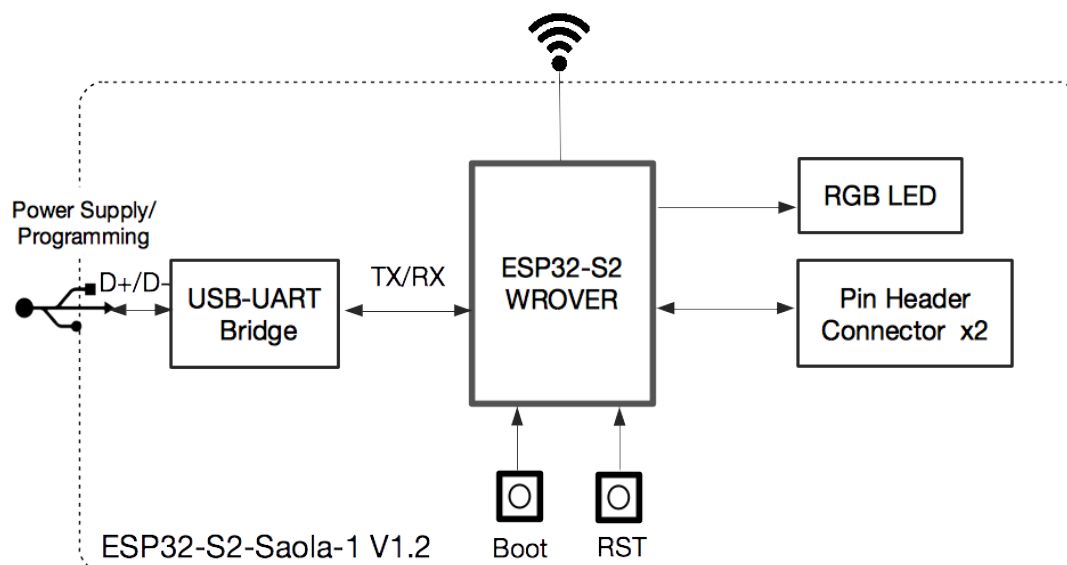 Power Supply/
Programming
D+/D-
USB-UART
Bridge
TX/RX
ESP32-S2
WROVER
RGB LED
Pin Header
Connector x2
Boot
RST
ESP32-S2-Saola-1 V1.2